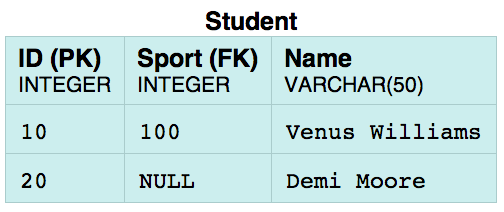 Student
ID (PK) Sport (FK) Name
INTEGER INTEGER VARCHAR(50)
10 100 Venus Williams
20 NULL Demi Moore